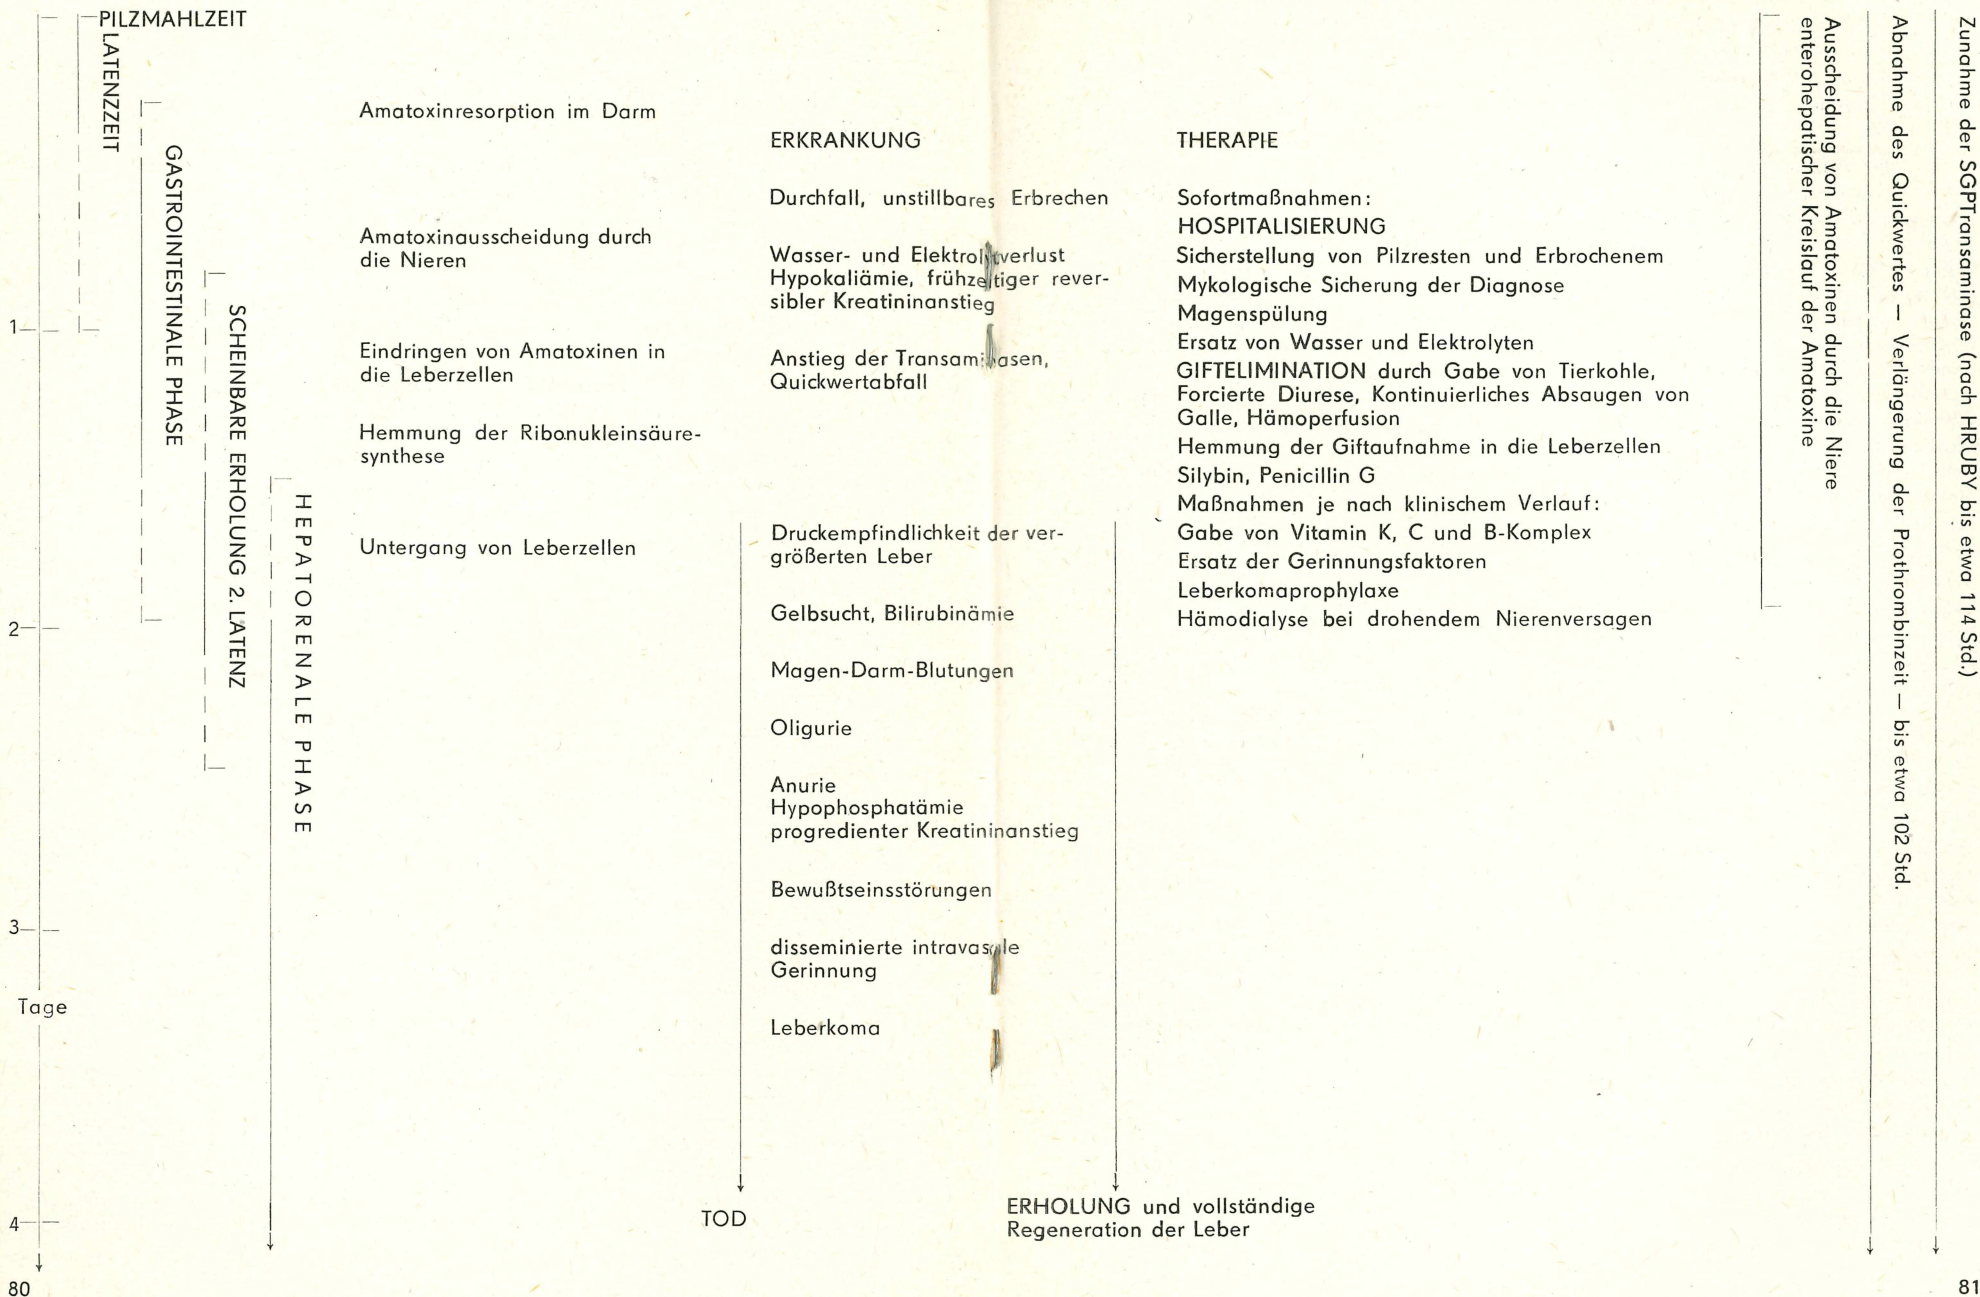 PILZMAHLZEIT
LATENZZEIT
GASTROINTESTINALE PHASE
SCHEINBARE ERHOLUNG 2. LATENZ
HEPATORENALE PHASE
1
2
3
Tage
4
Amatoxinresorption im Darm
Amatoxinausscheidung durch
die Nieren
Eindringen von Amatoxinen in
die Leberzellen
Hemmung der Ribonukleinsäure-
synthese
Untergang von Leberzellen
ERKRANKUNG
Durchfall, unstillbares Erbrechen
Wasser- und Elektrolytverlust
Hypokaliämie, frühzeitiger rever-
sibler Kreatininanstieg
Anstieg der Transaminasen,
Quickwertabfall
Druckempfindlichkeit der ver-
größerten Leber
Gelbsucht, Bilirubinämie
Magen-Darm-Blutungen
Oligurie
Anurie
Hypophosphatämie
progredienter Kreatininanstieg
Bewußtseinsstörungen
disseminierte intravasale
Gerinnung
Leberkoma
TOD
ERHOLUNG und vollständige
Regeneration der Leber
THERAPIE
Sofortmaßnahmen:
HOSPITALISIERUNG
Sicherstellung von Pilzresten und Erbrochenem
Mykologische Sicherung der Diagnose
Magenspülung
Ersatz von Wasser und Elektrolyten
GIFTELIMINATION durch Gabe von Tierkohle,
Forcierte Diurese, Kontinuierliches Absaugen von
Galle, Hämoperfusion
Hemmung der Giftaufnahme in die Leberzellen
Silybin, Penicillin G
Maßnahmen je nach klinischem Verlauf:
Gabe von Vitamin K, C und B-Komplex
Ersatz der Gerinnungsfaktoren
Leberkomaprophylaxe
Hämodialyse bei drohendem Nierenversagen
Ausscheidung von Amatoxinen durch die Niere
enterohepatischer Kreislauf der Amatoxine
Abnahme des Quickwertes — Verlängerung der Prothrombinzeit — bis etwa 102 Std.
Zunahme der SGPTransaminase (nach HRUBY bis etwa 114 Std.)
80
81